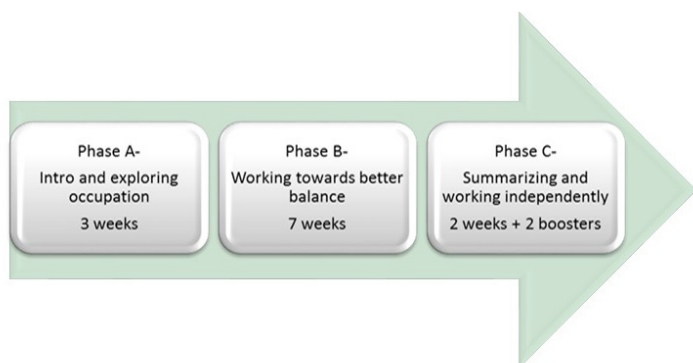 Phase A-
Intro and exploring
occupation
3 weeks
Phase B-
Working towards better
balance
7 weeks
Phase C-
Summarizing and
working independently
2 weeks + 2 boosters